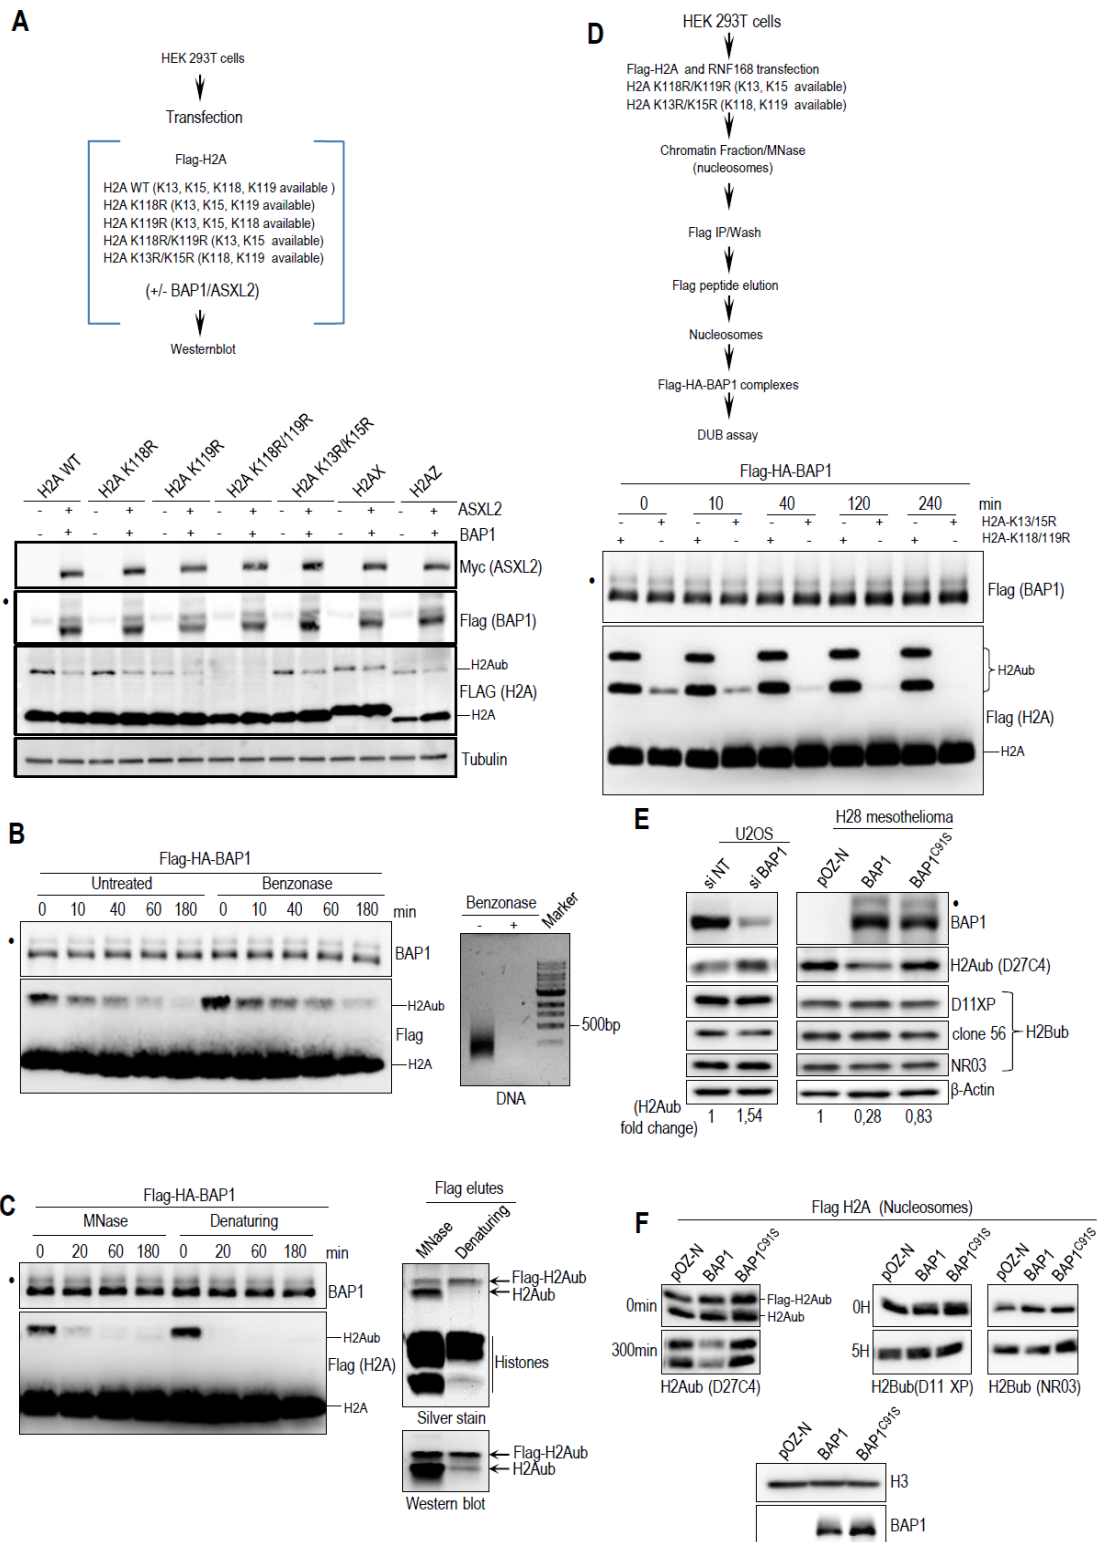 A
HEK 293T cells
Transfection
Flag-H2A
H2A WT (K13, K15, K118, K119 available )
H2A K118R (K13, K15, K119 available)
H2A K119R (K13, K15, K118 available)
H2A K118R/K119R (K13, K15 available)
H2A K13R/K15R (K118, K119 available)
(+/- BAP1/ASXL2)
Westernblot
H2A WT H2A K118R H2A K119R H2A K118R/119R H2A K13R/K15R H2AX H2AZ
- + - + - + - + - + - + - + ASXL2
- + - + - + - + - + - + - + BAP1
Myc (ASXL2)
• Flag (BAP1)
H2Aub
FLAG (H2A)
H2A
Tubulin
B
Flag-HA-BAP1
Untreated Benzonase
0 10 40 60 180 0 10 40 60 180 min
• BAP1
H2Aub
Flag
H2A
Benzonase
- + Marker
500bp
DNA
C
Flag-HA-BAP1
MNase Denaturing
0 20 60 180 0 20 60 180 min
• BAP1
H2Aub
Flag (H2A)
H2A
Flag elutes
MNase Denaturing
Flag-H2Aub
H2Aub
Histones
Silver stain
Flag-H2Aub
H2Aub
Western blot
D
HEK 293T cells
Flag-H2A and RNF168 transfection
H2A K118R/K119R (K13, K15 available)
H2A K13R/K15R (K118, K119 available)
Chromatin Fraction/MNase
(nucleosomes)
Flag IP/Wash
Flag peptide elution
Nucleosomes
Flag-HA-BAP1 complexes
DUB assay
Flag-HA-BAP1
0 10 40 120 240 min
- + - + - + - + - + H2A-K13/15R
+ - + - + - + - + - H2A-K118/119R
• Flag (BAP1)
H2Aub
Flag (H2A)
H2A
E
U2OS H28 mesothelioma
si NT si BAP1 pOZ-N BAP1 BAP1C91S
•
BAP1
H2Aub (D27C4)
D11XP
clone 56 H2Bub
NR03
β-Actin
(H2Aub
fold change) 1 1,54 1 0,28 0,83
F
Flag H2A (Nucleosomes)
pOZ-N BAP1 BAP1C91S pOZ-N BAP1 BAP1C91S pOZ-N BAP1 BAP1C91S
0min Flag-H2Aub
H2Aub
0H
300min
5H
H2Aub (D27C4) H2Bub(D11 XP) H2Bub (NR03)
pOZ-N BAP1 BAP1C91S
H3
BAP1